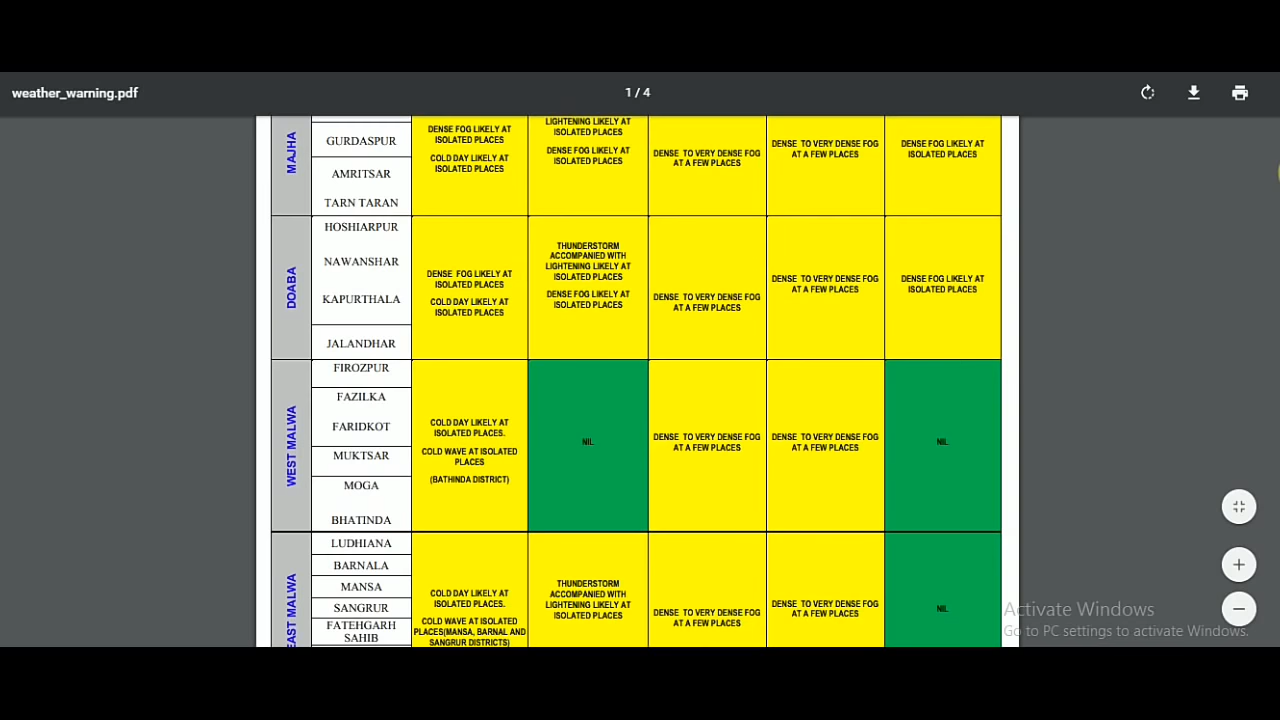 weather_warning.pdf
1 / 4
MAJHA
GURDASPUR
AMRITSAR
TARN TARAN
DENSE FOG LIKELY AT
ISOLATED PLACES
COLD DAY LIKELY AT
ISOLATED PLACES
LIGHTENING LIKELY AT
ISOLATED PLACES
DENSE FOG LIKELY AT
ISOLATED PLACES
DENSE TO VERY DENSE FOG
AT A FEW PLACES
DENSE TO VERY DENSE FOG
AT A FEW PLACES
DENSE FOG LIKELY AT
ISOLATED PLACES
DOABA
HOSHIARPUR
NAWANSHAR
KAPURTHALA
JALANDHAR
DENSE FOG LIKELY AT
ISOLATED PLACES
COLD DAY LIKELY AT
ISOLATED PLACES
THUNDERSTORM
ACCOMPANIED WITH
LIGHTENING LIKELY AT
ISOLATED PLACES
DENSE FOG LIKELY AT
ISOLATED PLACES
DENSE TO VERY DENSE FOG
AT A FEW PLACES
DENSE TO VERY DENSE FOG
AT A FEW PLACES
DENSE FOG LIKELY AT
ISOLATED PLACES
WEST MALWA
FIROZPUR
FAZILKA
FARIDKOT
MUKTSAR
MOGA
BHATINDA
COLD DAY LIKELY AT
ISOLATED PLACES.
COLD WAVE AT ISOLATED
PLACES
(BATHINDA DISTRICT)
NIL
DENSE TO VERY DENSE FOG
AT A FEW PLACES
DENSE TO VERY DENSE FOG
AT A FEW PLACES
NIL
EAST MALWA
LUDHIANA
BARNALA
MANSA
SANGRUR
FATEHGARH
SAHIB
COLD DAY LIKELY AT
ISOLATED PLACES.
COLD WAVE AT ISOLATED
PLACES(MANSA, BARNAL AND
SANGRUR DISTRICTS)
THUNDERSTORM
ACCOMPANIED WITH
LIGHTENING LIKELY AT
ISOLATED PLACES
DENSE TO VERY DENSE FOG
AT A FEW PLACES
DENSE TO VERY DENSE FOG
AT A FEW PLACES
NIL
Activate Windows
Go to PC settings to activate Windows.